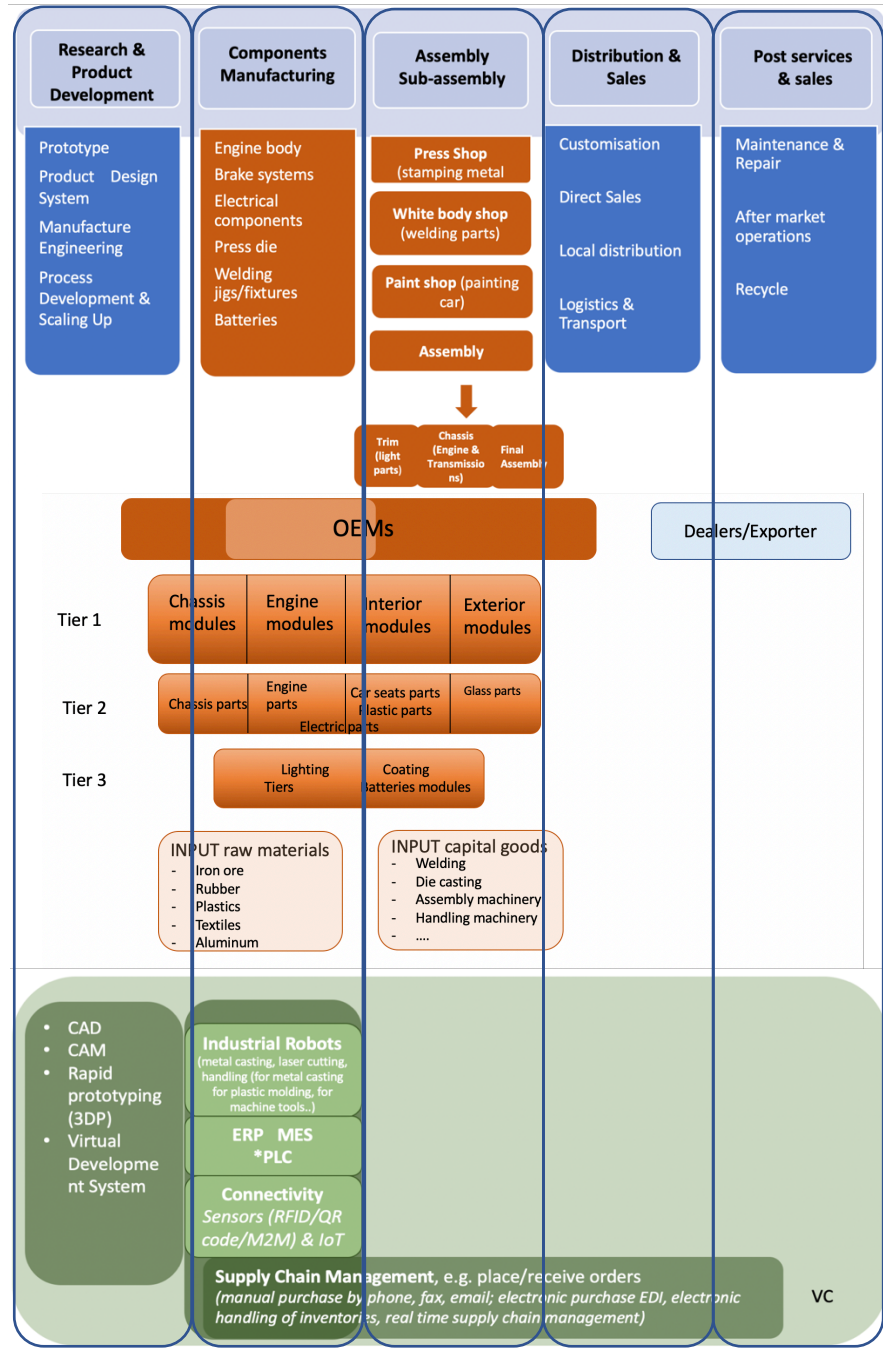 Research &
Product
Development
Components
Manufacturing
Assembly
Sub-assembly
Distribution &
Sales
Post services
& sales
Prototype
Product Design
System
Manufacture
Engineering
Process
Development &
Scaling Up
Engine body
Brake systems
Electrical
components
Press die
Welding
jigs/fixtures
Batteries
Press Shop
(stamping metal
White body shop
(welding parts)
Paint shop (painting
car)
Assembly
Customisation
Direct Sales
Local distribution
Logistics &
Transport
Maintenance &
Repair
After market
operations
Recycle
Trim
(light
parts)
Chassis
(Engine &
Transmissio
ns)
Final
Assembly
OEMs
Dealers/Exporter
Tier 1
Chassis
modules
Engine
modules
Interior
modules
Exterior
modules
Tier 2
Chassis parts
Engine
parts
Car seats parts
Plastic parts
Glass parts
Electric parts
Tier 3
Lighting
Tiers
Coating
Batteries modules
INPUT raw materials
- Iron ore
- Rubber
- Plastics
- Textiles
- Aluminum
INPUT capital goods
- Welding
- Die casting
- Assembly machinery
- Handling machinery
- ....
• CAD
• CAM
• Rapid
prototyping
(3DP)
• Virtual
Developme
nt System
Industrial Robots
(metal casting, laser cutting,
handling (for metal casting
for plastic molding, for
machine tools..)
ERP MES
*PLC
Connectivity
Sensors (RFID/QR
code/M2M) & IoT
Supply Chain Management, e.g. place/receive orders
(manual purchase by phone, fax, email; electronic purchase EDI, electronic
handling of inventories, real time supply chain management)
VC